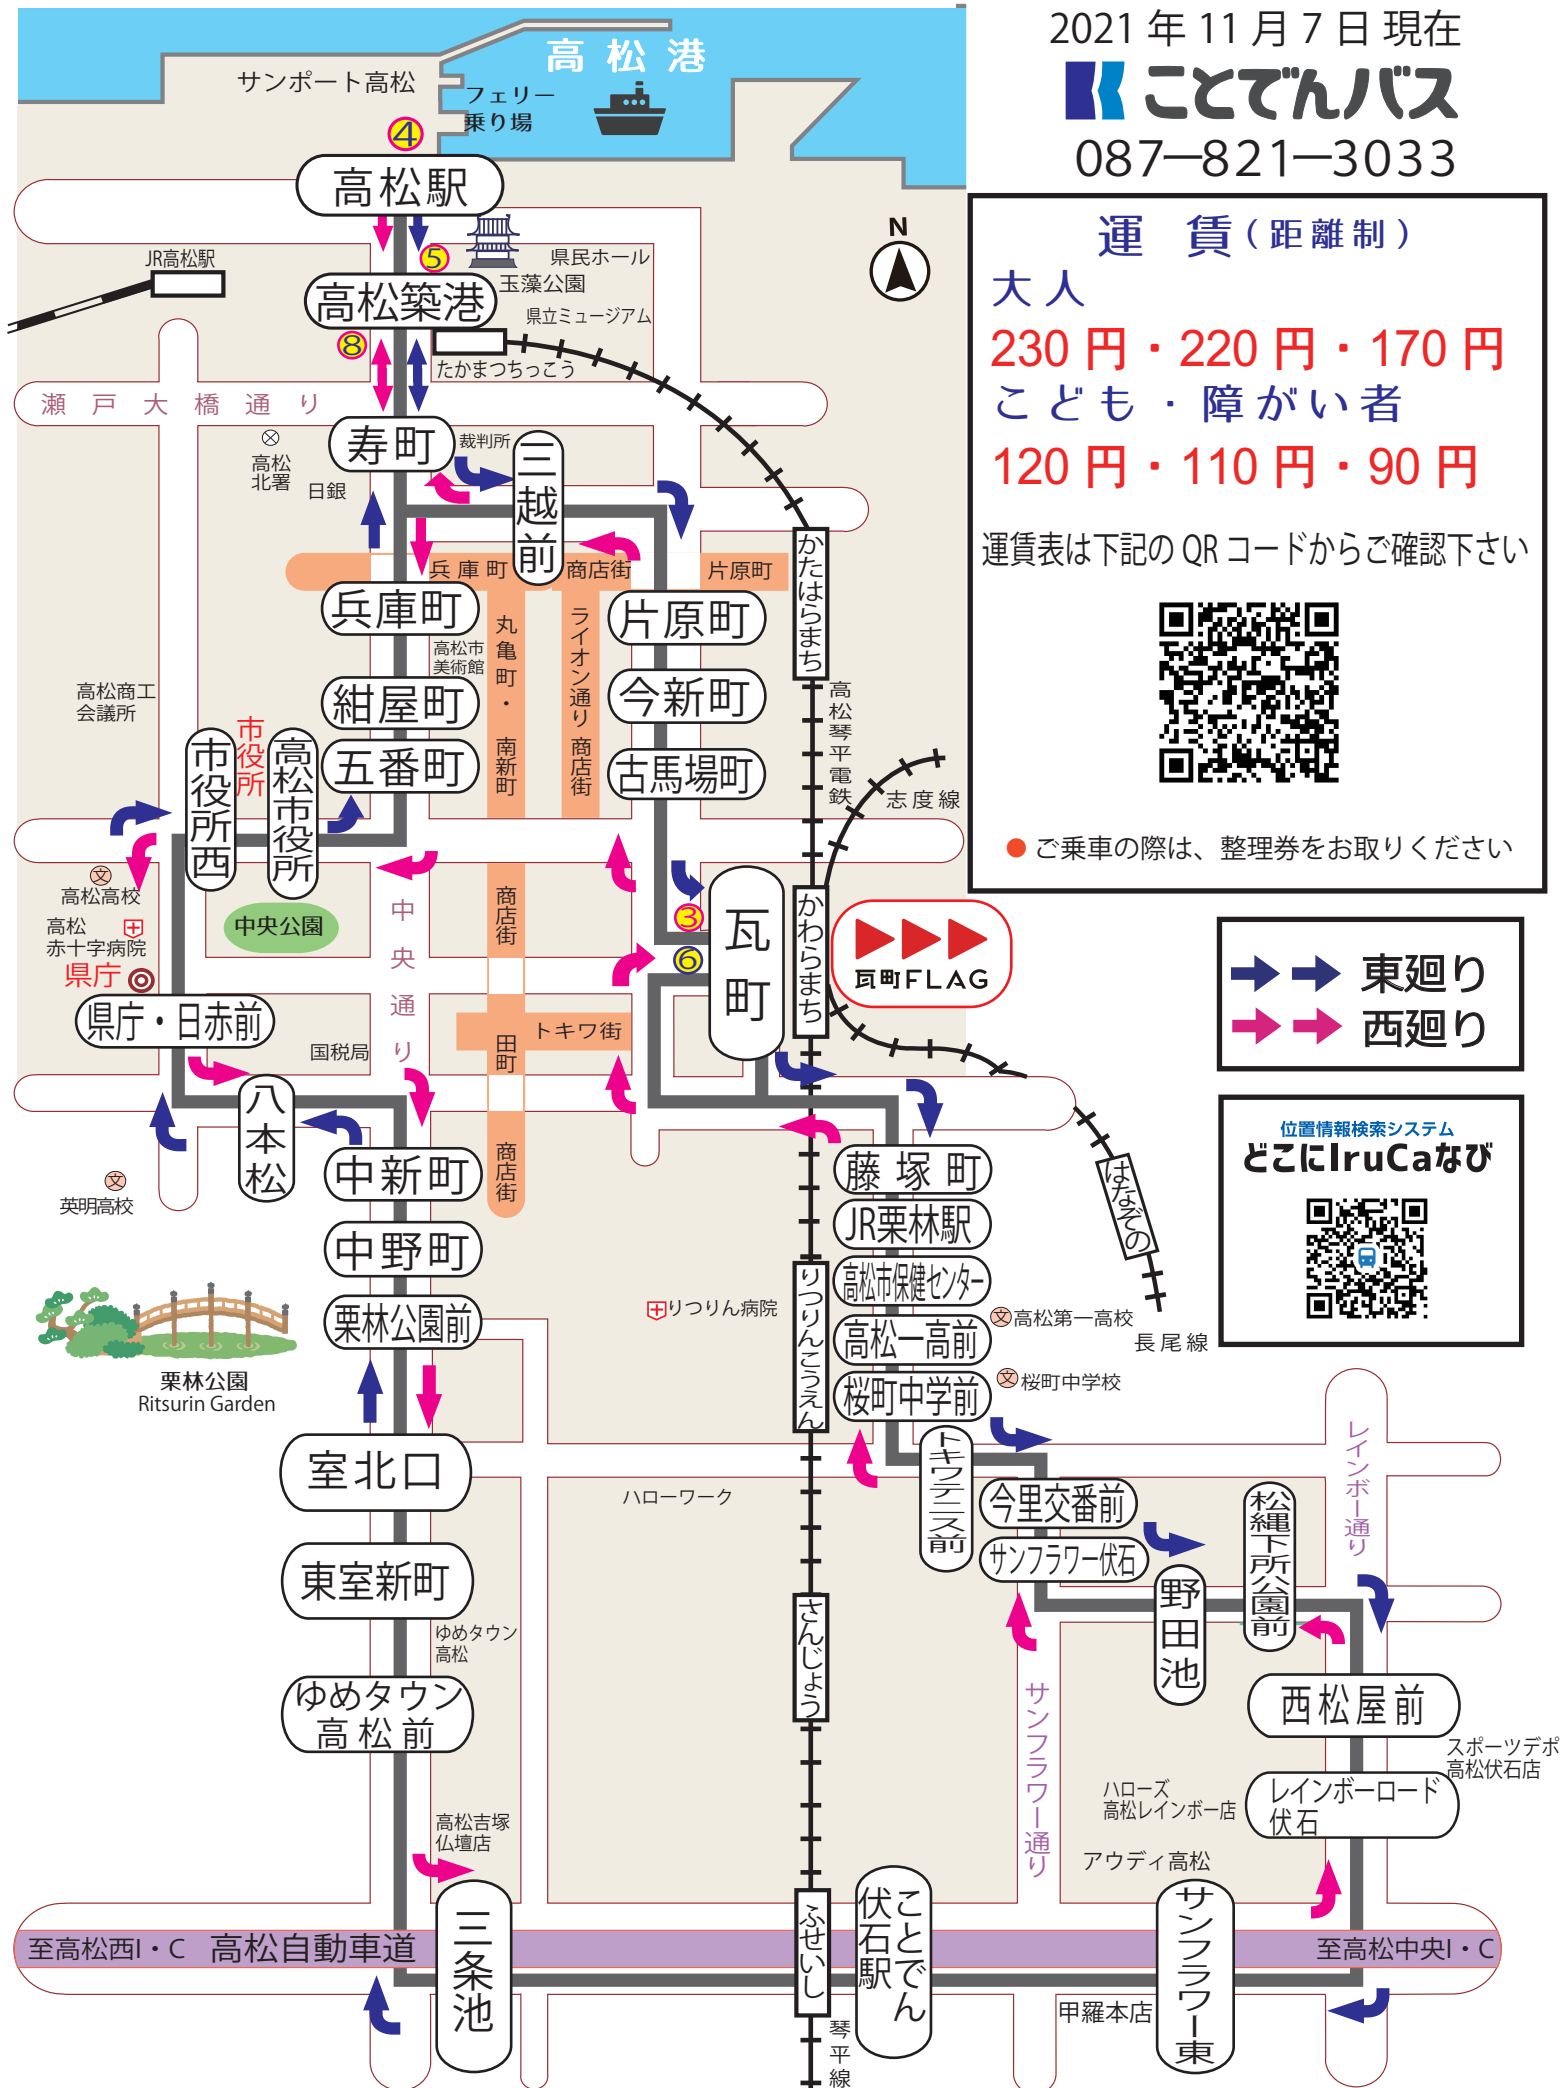 2021 年 11 月 7 日 現在
ことでんバス
087ー821ー3033
運 賃(距離制)
大人
230 円・220 円・170 円
こども・障がい者
120 円・110 円・90 円
運賃表は下記の QR コードからご確認下さい
● ご乗車の際は、整理券をお取りください
東廻り
西廻り
位置情報検索システム
どこにIruCaなび
高松港
サンポート高松
フェリー
乗り場
④
高松駅
N
JR高松駅
⑤
県民ホール
玉藻公園
高松築港
県立ミュージアム
⑧
たかまつちっこう
瀬戸大橋通り
寿町
裁判所
高松
北署
日銀
三越前
兵庫町
商店街
片原町
かたはらまち
兵庫町
片原町
丸亀町・南新町
ライオン通り商店街
高松市
美術館
紺屋町
今新町
高松商工
会議所
高松琴平電鉄
市役所
市役所西
高松市役所
五番町
古馬場町
志度線
文
高松高校
高松
赤十字病院
県庁
中央公園
中央通り
商店街
③
⑥
瓦町
かわらまち
瓦町FLAG
県庁・日赤前
国税局
トキワ街
田町
八本松
商店街
中新町
藤塚町
文
英明高校
はなぞの
JR栗林駅
中野町
高松市保健センター
りつりん病院
りつりんこうえん
栗林公園前
高松一高前
文
高松第一高校
長尾線
栗林公園
Ritsurin Garden
桜町中学前
文
桜町中学校
トキワテニス前
レインボー通り
室北口
ハローワーク
今里交番前
松縄下所公園前
サンフラワー伏石
野田池
東室新町
さんじょう
ゆめタウン
高松
ゆめタウン
高松前
サンフラワー通り
西松屋前
スポーツデポ
高松伏石店
ハローズ
高松レインボー店
レインボーロード
伏石
高松吉塚
仏壇店
アウディ高松
至高松西I・C
高松自動車道
三条池
ふせいし
ことでん
伏石駅
サンフラワー東
至高松中央I・C
甲羅本店
琴平線